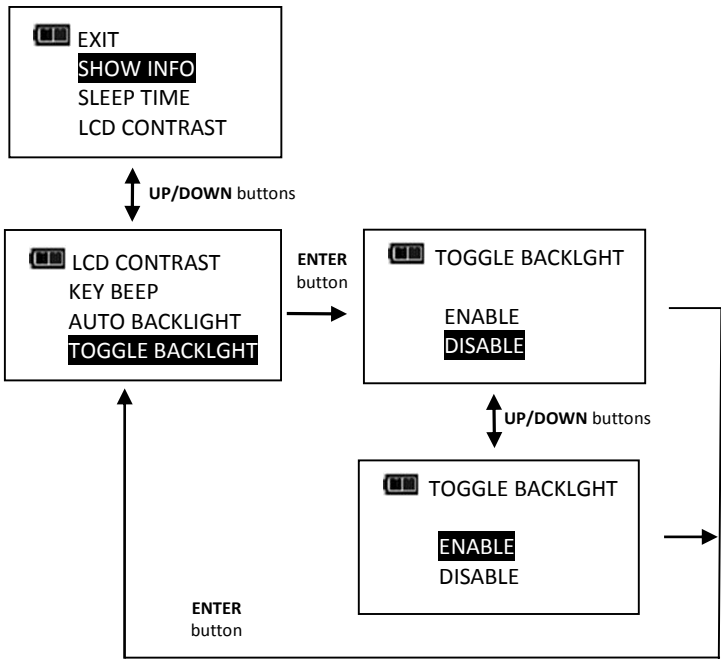 EXIT
SHOW INFO
SLEEP TIME
LCD CONTRAST
UP/DOWN buttons
LCD CONTRAST
KEY BEEP
AUTO BACKLIGHT
TOGGLE BACKLGHT
ENTER
button
TOGGLE BACKLGHT
ENABLE
DISABLE
UP/DOWN buttons
TOGGLE BACKLGHT
ENABLE
DISABLE
ENTER
button